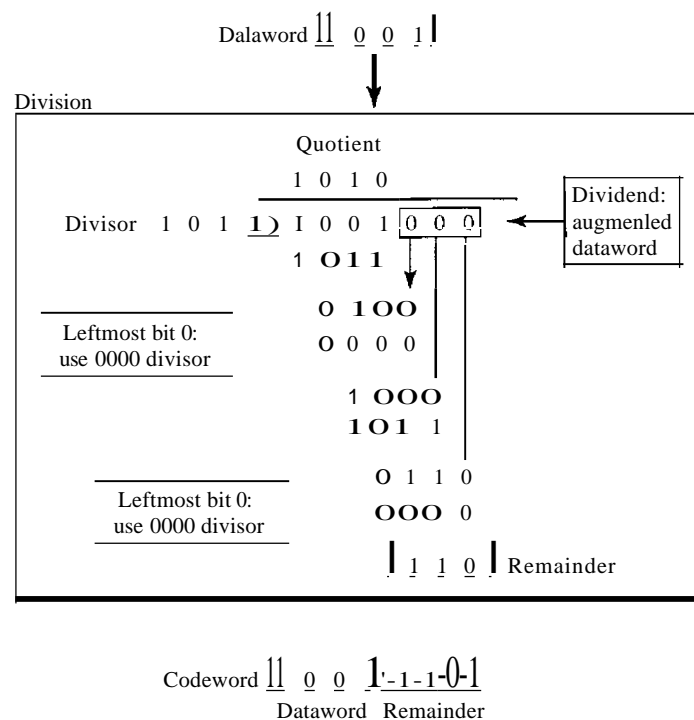 Dalaword 1 0 0 1
Division
Quotient
1 0 1 0
Divisor 1 0 1 1) 1 0 0 1 0 0 0
Dividend:
augmenled
dataword
1 0 1 1
0 1 0 0
Leftmost bit 0:
use 0000 divisor
0 0 0 0
1 0 0 0
1 0 1 1
0 1 1 0
Leftmost bit 0:
use 0000 divisor
0 0 0 0
1 1 0 Remainder
Codeword 1 0 0 1 1 1 0
Dataword Remainder